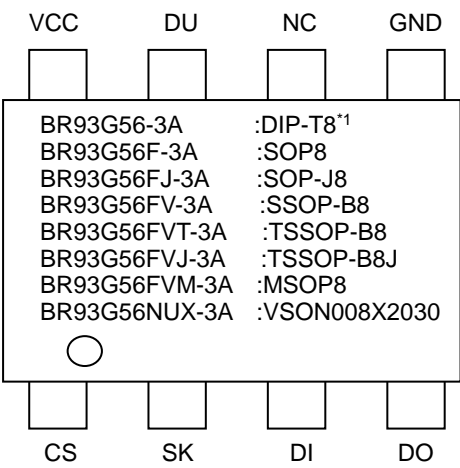 VCC DU NC GND
BR93G56-3A :DIP-T8*1
BR93G56F-3A :SOP8
BR93G56FJ-3A :SOP-J8
BR93G56FV-3A :SSOP-B8
BR93G56FVT-3A :TSSOP-B8
BR93G56FVJ-3A :TSSOP-B8J
BR93G56FVM-3A :MSOP8
BR93G56NUX-3A :VSON008X2030
CS SK DI DO